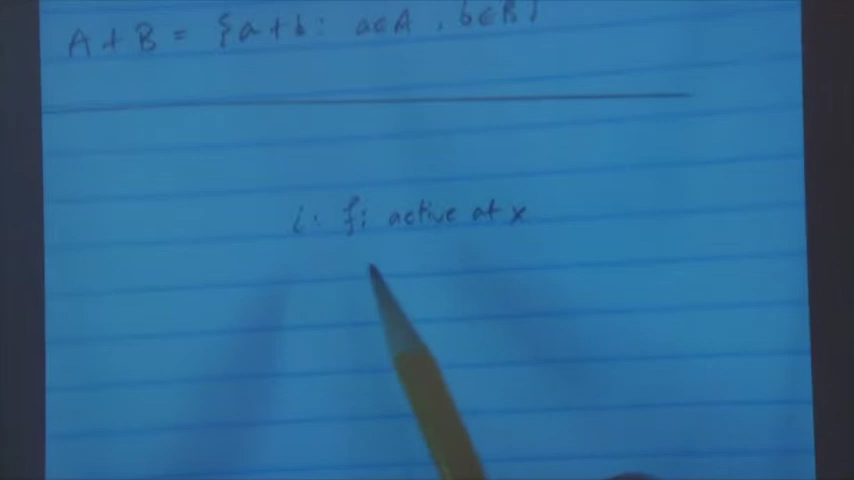 A + B = {a + b : a ∈ A , b ∈ B}
i : fi active at x